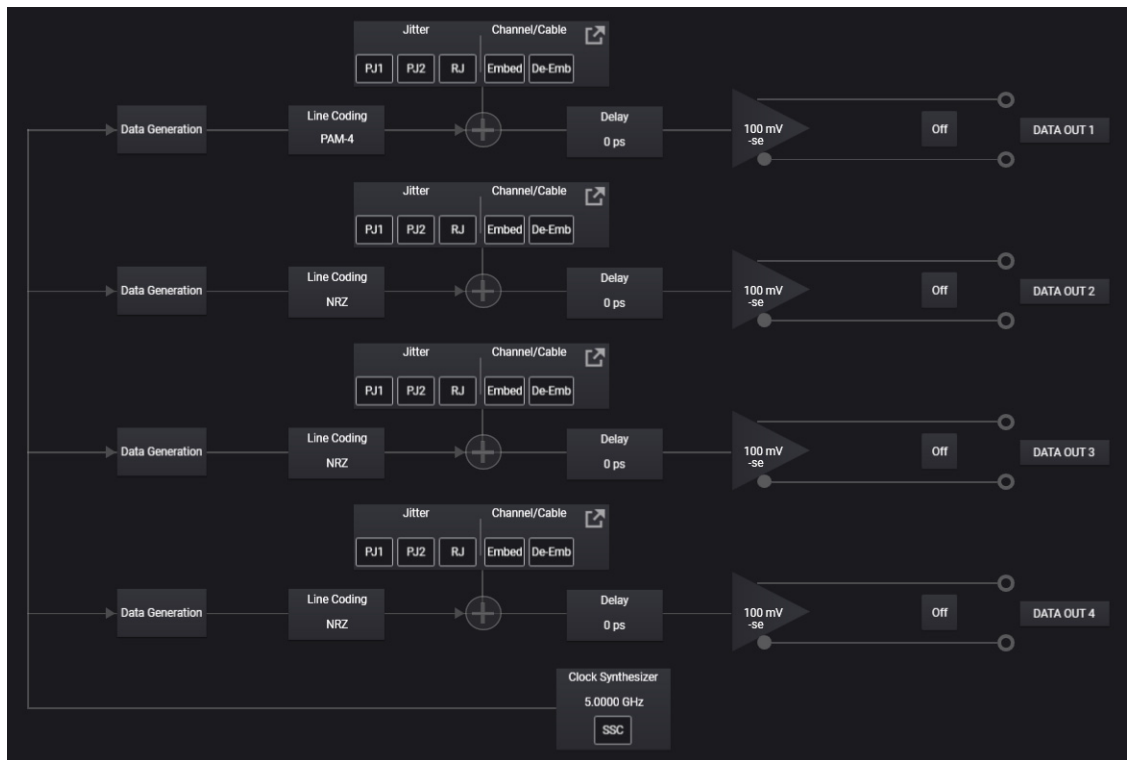 Jitter Channel/Cable
PJ1 PJ2 RJ Embed De-Emb
Data Generation
Line Coding
PAM-4
Delay
0 ps
100 mV
-se
Off
DATA OUT 1
Jitter Channel/Cable
PJ1 PJ2 RJ Embed De-Emb
Data Generation
Line Coding
NRZ
Delay
0 ps
100 mV
-se
Off
DATA OUT 2
Jitter Channel/Cable
PJ1 PJ2 RJ Embed De-Emb
Data Generation
Line Coding
NRZ
Delay
0 ps
100 mV
-se
Off
DATA OUT 3
Jitter Channel/Cable
PJ1 PJ2 RJ Embed De-Emb
Data Generation
Line Coding
NRZ
Delay
0 ps
100 mV
-se
Off
DATA OUT 4
Clock Synthesizer
5.0000 GHz
SSC